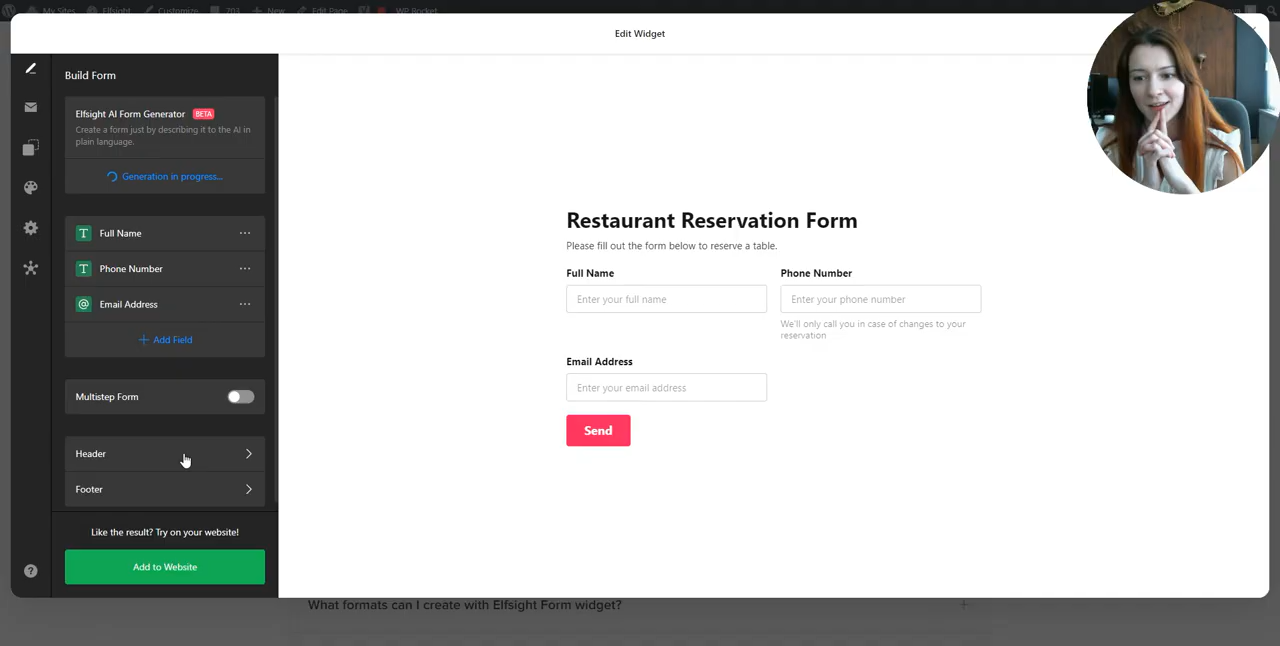 My Sites Elfsight Customize 703 New Edit Page WP Rocket
Edit Widget
Build Form
Elfsight AI Form Generator BETA
Create a form just by describing it to the AI in
plain language.
Generation in progress...
Full Name
Phone Number
Email Address
Add Field
Multistep Form
Header
Footer
Like the result? Try on your website!
Add to Website
Restaurant Reservation Form
Please fill out the form below to reserve a table.
Full Name
Phone Number
Enter your full name
Enter your phone number
We'll only call you in case of changes to your
reservation
Email Address
Enter your email address
Send
What formats can I create with Elfsight Form widget?